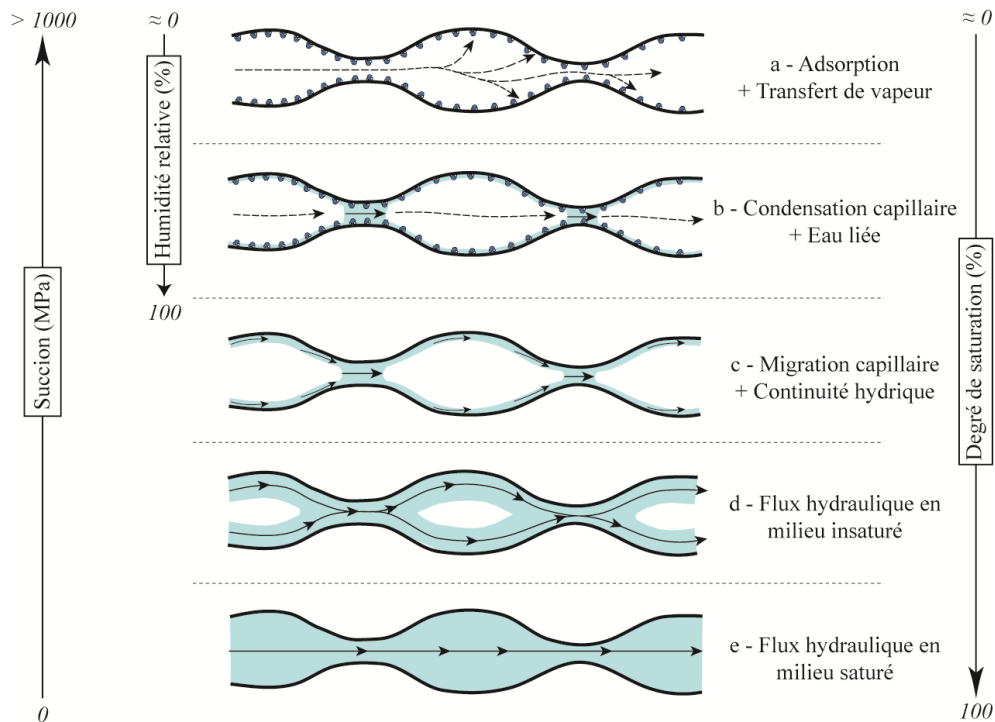 > 1000
≈ 0
≈ 0
Succion (MPa)
Humidité relative (%)
100
a - Adsorption
+ Transfert de vapeur
b - Condensation capillaire
+ Eau liée
c - Migration capillaire
+ Continuité hydrique
d - Flux hydraulique en
milieu insaturé
e - Flux hydraulique en
milieu saturé
Degré de saturation (%)
0
100